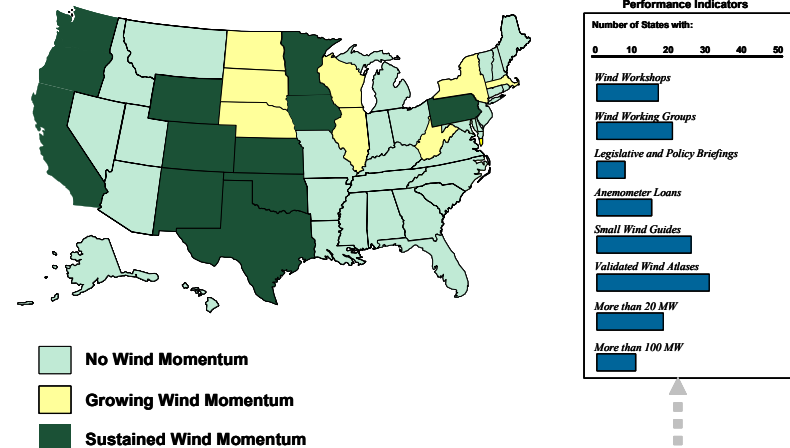 Performance Indicators
Number of States with:
0 10 20 30 40 50
Wind Workshops
Wind Working Groups
Legislative and Policy Briefings
Anemometer Loans
Small Wind Guides
Validated Wind Atlases
More than 20 MW
More than 100 MW
No Wind Momentum
Growing Wind Momentum
Sustained Wind Momentum